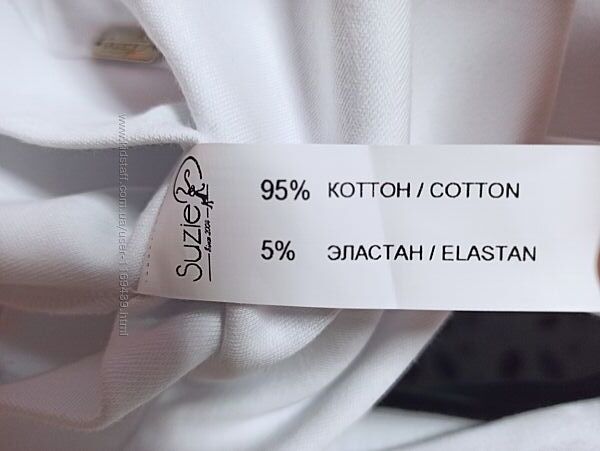 95% КОТТОН / COTTON
5% ЭЛАСТАН / ELASTAN
Suzie